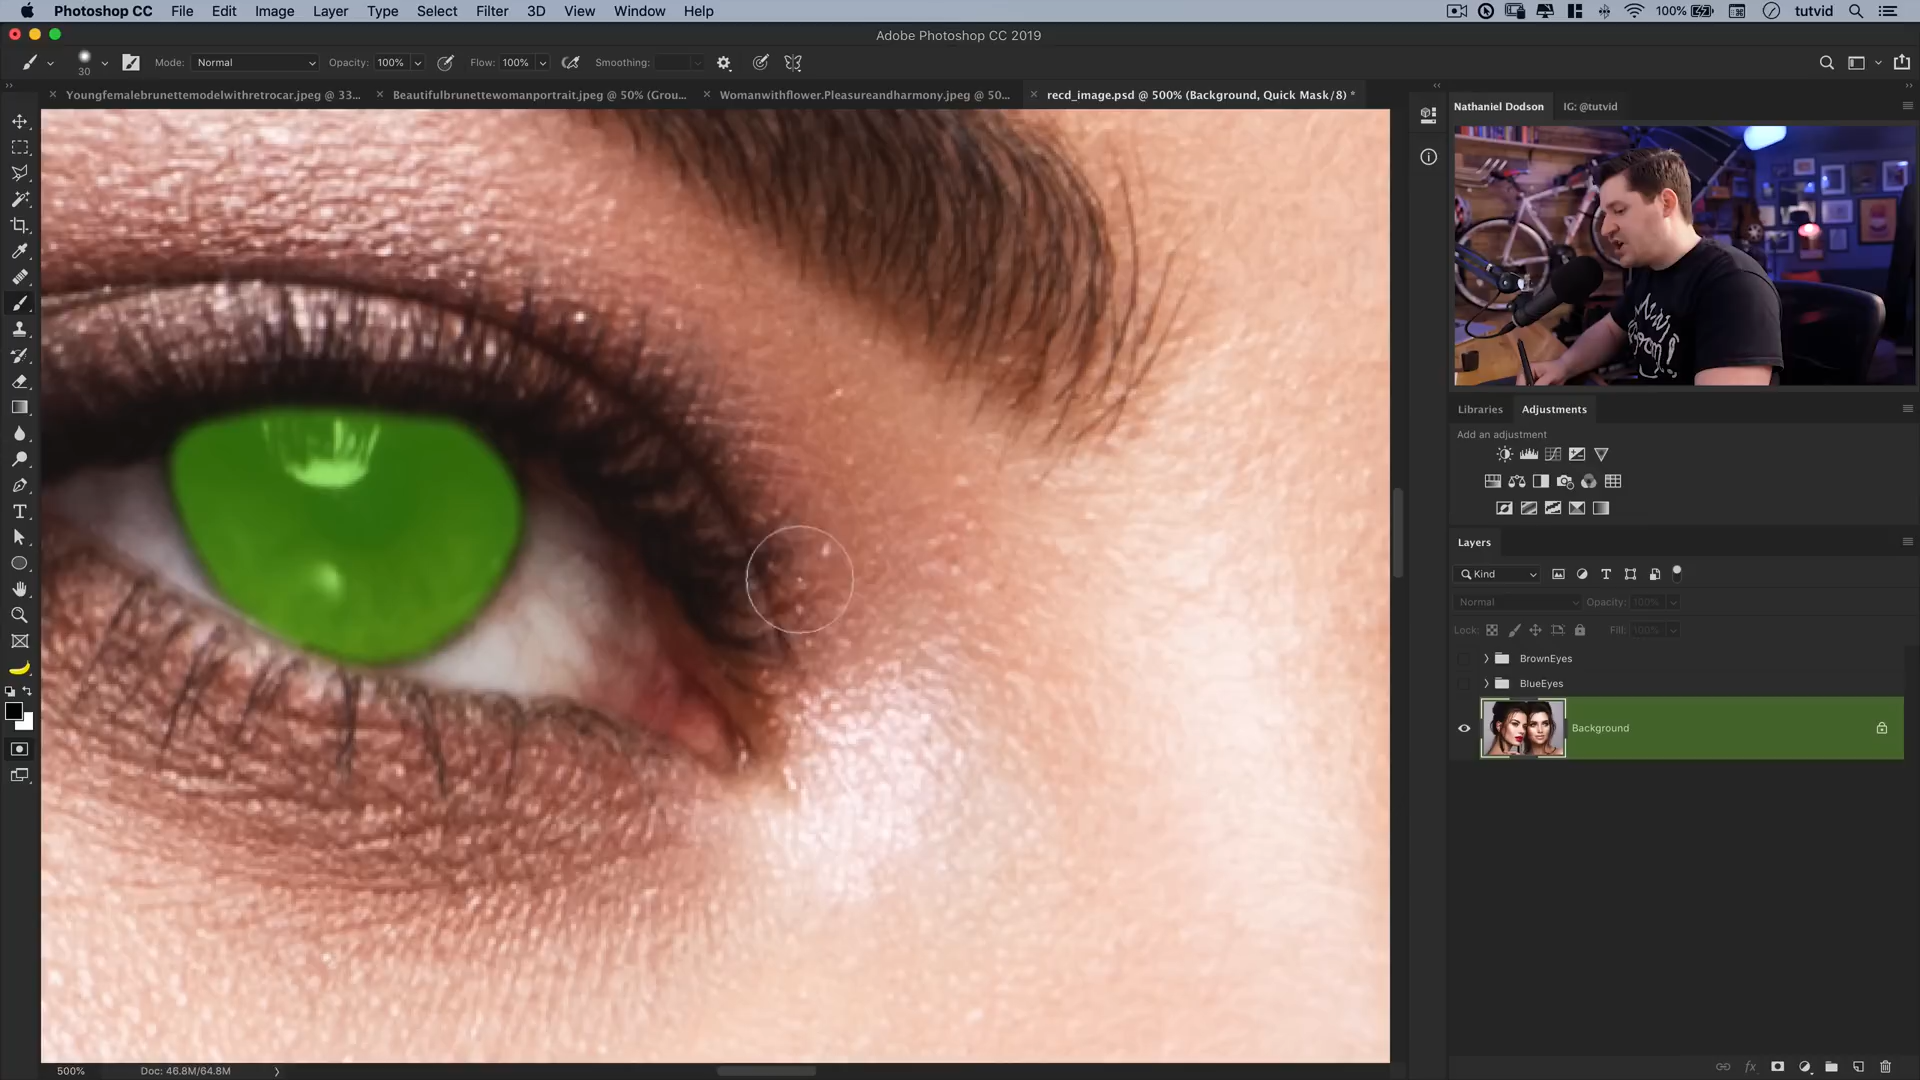 Photoshop CC File Edit Image Layer Type Select Filter 3D View Window Help 100% tutvid
Adobe Photoshop CC 2019
30 Mode: Normal Opacity: 100% Flow: 100% Smoothing:
Youngfemalebrunettemodelwithretrocar.jpeg @ 33... Beautifulbrunettewomanportrait.jpeg @ 50% (Grou... Womanwithflower.Pleasureandharmony.jpeg @ 50... recd_image.psd @ 500% (Background, Quick Mask/8) *
Nathaniel Dodson IG: @tutvid
Libraries Adjustments
Add an adjustment
Layers
Kind
Normal Opacity: 100%
Lock: Fill: 100%
BrownEyes
BlueEyes
Background
500% Doc: 46.8M/64.8M